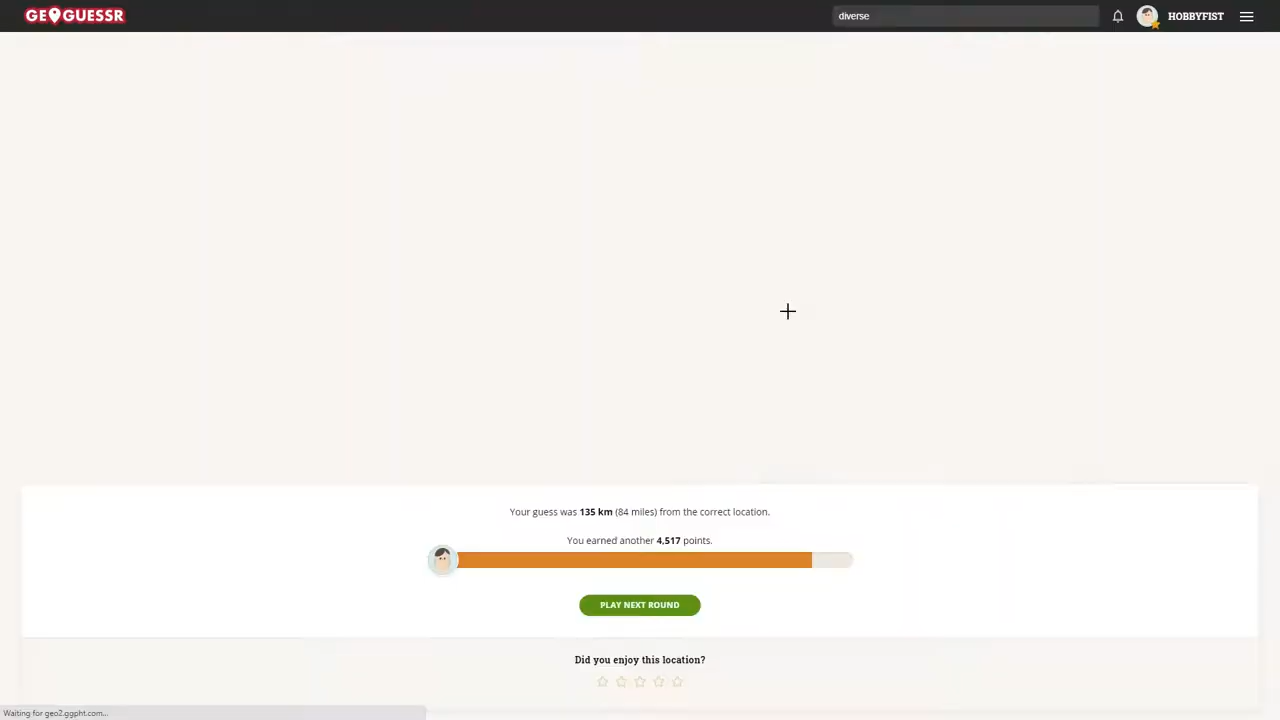 GEOGUESSR
diverse
HOBBYFIST
Your guess was 135 km (84 miles) from the correct location.
You earned another 4,517 points.
PLAY NEXT ROUND
Did you enjoy this location?
Waiting for geo2.ggpht.com...